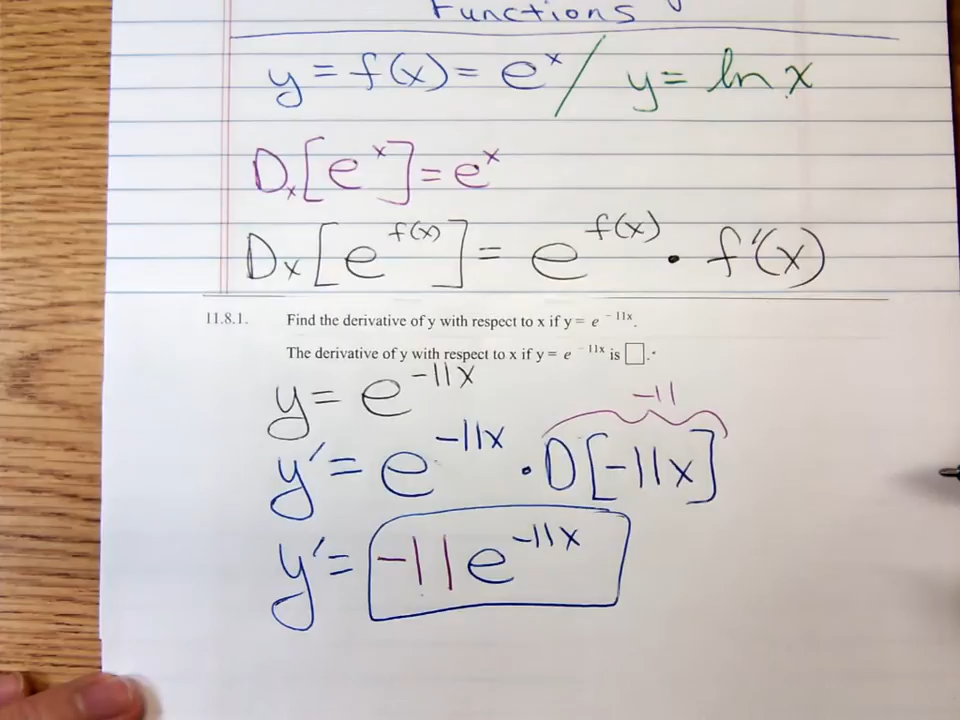 Functions
y = f(x) = e^x / y = ln x
D_x[e^x] = e^x
D_x[e^f(x)] = e^f(x) • f'(x)
11.8.1. Find the derivative of y with respect to x if y = e^-11x.
The derivative of y with respect to x if y = e^-11x is □.
y = e^-11x
-11
y' = e^-11x • D[-11x]
y' = -11e^-11x